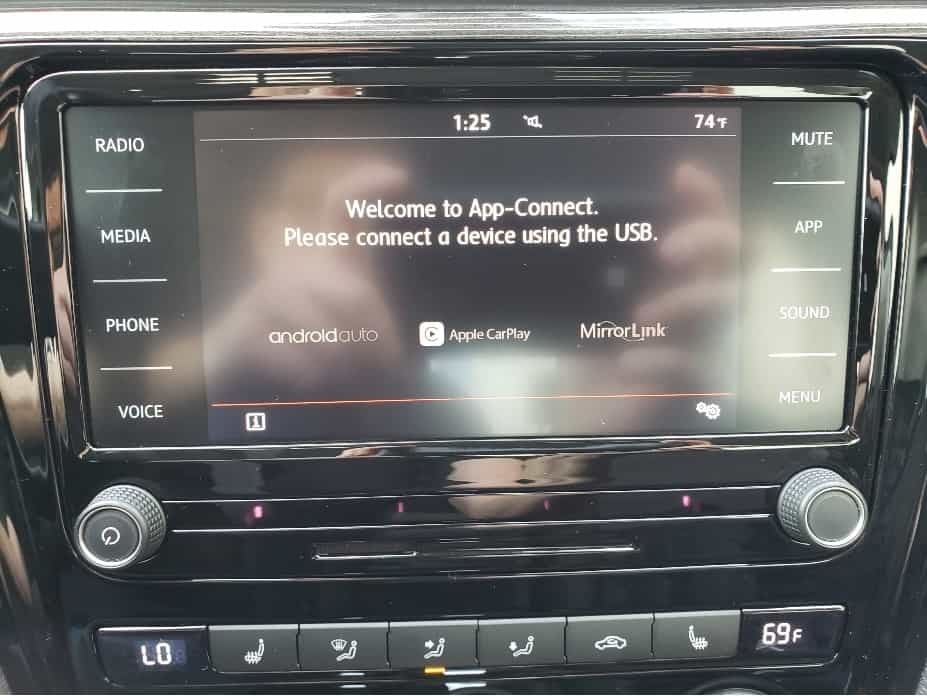 1:25
74°F
RADIO
MEDIA
PHONE
VOICE
Welcome to App-Connect.
Please connect a device using the USB.
androidauto
Apple CarPlay
MirrorLink
MUTE
APP
SOUND
MENU
LO
69F